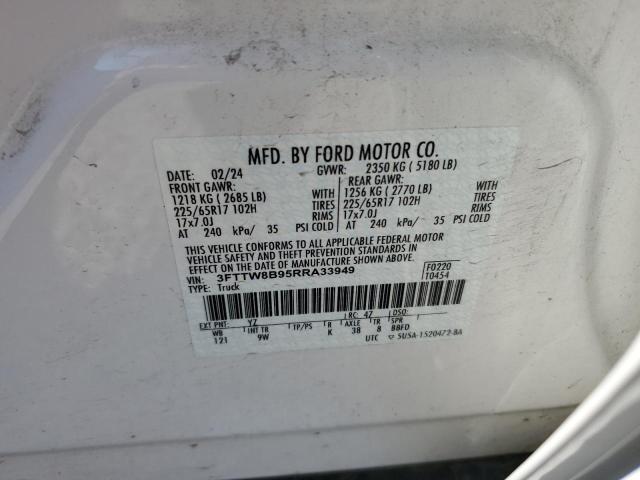 MFD. BY FORD MOTOR CO.
DATE: 02/24 GVWR: 2350 KG ( 5180 LB)
FRONT GAWR: REAR GAWR:
1218 KG ( 2685 LB) WITH 1256 KG ( 2770 LB) WITH
225/65R17 102H TIRES 225/65R17 102H TIRES
17x7.0J RIMS 17x7.0J RIMS
AT 240 kPa/ 35 PSI COLD AT 240 kPa/ 35 PSI COLD
THIS VEHICLE CONFORMS TO ALL APPLICABLE FEDERAL MOTOR
VEHICLE SAFETY AND THEFT PREVENTION STANDARDS IN
EFFECT ON THE DATE OF MANUFACTURE SHOWN ABOVE.
VIN: 3FTTW8B95RRA33949 F0220
TYPE: Truck T0454
EXT PNT: YZ RC: 47 DSO:
WB INT TR TP/PS R AXLE TR SPR
121 9W K 38 8 BBFD
UTC 5U5A-1520472-BA